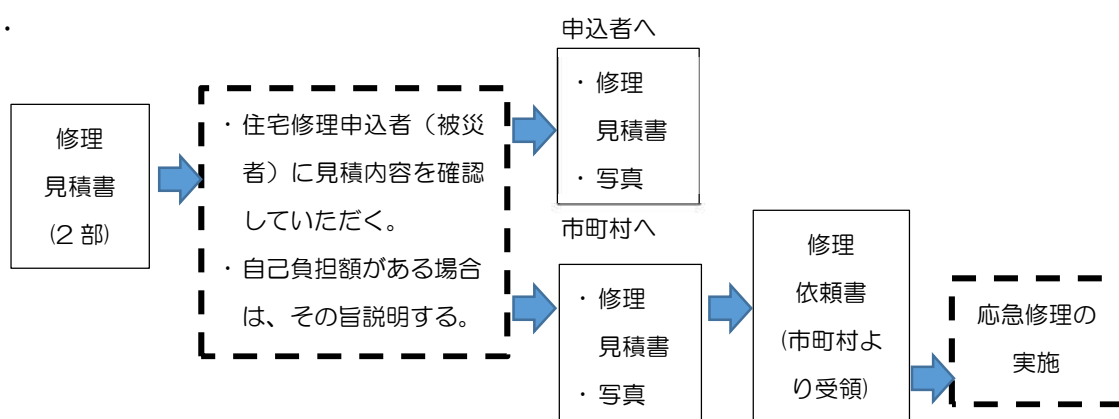 ・
修理
見積書
(2 部)
・住宅修理申込者（被災
者）に見積内容を確認
していただく。
・自己負担額がある場合
は、その旨説明する。
申込者へ
・修理
見積書
・写真
市町村へ
・修理
見積書
・写真
修理
依頼書
(市町村よ
り受領)
応急修理の
実施